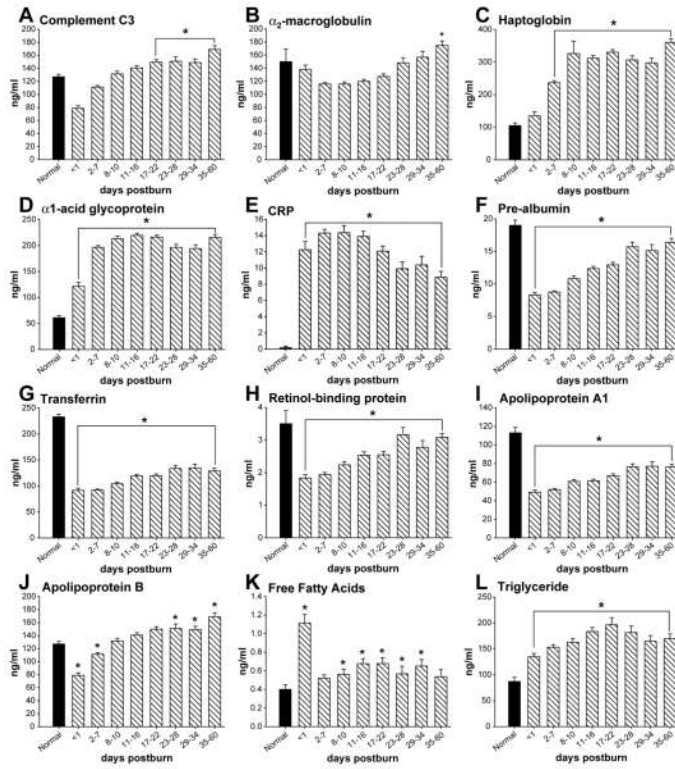 A Complement C3
ng/ml
200
180
160
140
120
100
80
60
40
20
0
*
Normal <1 2-7 8-10 11-16 17-22 23-28 29-34 35-60
days postburn
B α2-macroglobulin
ng/ml
200
180
160
140
120
100
80
60
40
20
0
*
Normal <1 2-7 8-10 11-16 17-22 23-28 29-34 35-60
days postburn
C Haptoglobin
ng/ml
400
300
200
100
*
Normal <1 2-7 8-10 11-16 17-22 23-28 29-34 35-60
days postburn
D α1-acid glycoprotein
ng/ml
250
200
150
100
50
*
Normal <1 2-7 8-10 11-16 17-22 23-28 29-34 35-60
days postburn
E CRP
ng/ml
16
14
12
10
8
6
4
2
0
*
Normal <1 2-7 8-10 11-16 17-22 23-28 29-34 35-60
days postburn
F Pre-albumin
ng/ml
20
15
10
5
*
Normal <1 2-7 8-10 11-16 17-22 23-28 29-34 35-60
days postburn
G Transferrin
ng/ml
250
200
150
100
50
0
*
Normal <1 2-7 8-10 11-16 17-22 23-28 29-34 35-60
days postburn
H Retinol-binding protein
ng/ml
4
2
0
*
Normal <1 2-7 8-10 11-16 17-22 23-28 29-34 35-60
days postburn
I Apolipoprotein A1
ng/ml
120
100
80
60
40
20
0
*
Normal <1 2-7 8-10 11-16 17-22 23-28 29-34 35-60
days postburn
J Apolipoprotein B
ng/ml
200
180
160
140
120
100
80
60
40
20
0
* * * * *
Normal <1 2-7 8-10 11-16 17-22 23-28 29-34 35-60
days postburn
K Free Fatty Acids
ng/ml
1.4
1.2
1.0
0.8
0.6
0.4
0.2
0.0
* * * * * *
Normal <1 2-7 8-10 11-16 17-22 23-28 29-34 35-60
days postburn
L Triglyceride
ng/ml
250
200
150
100
50
0
*
Normal <1 2-7 8-10 11-16 17-22 23-28 29-34 35-60
days postburn